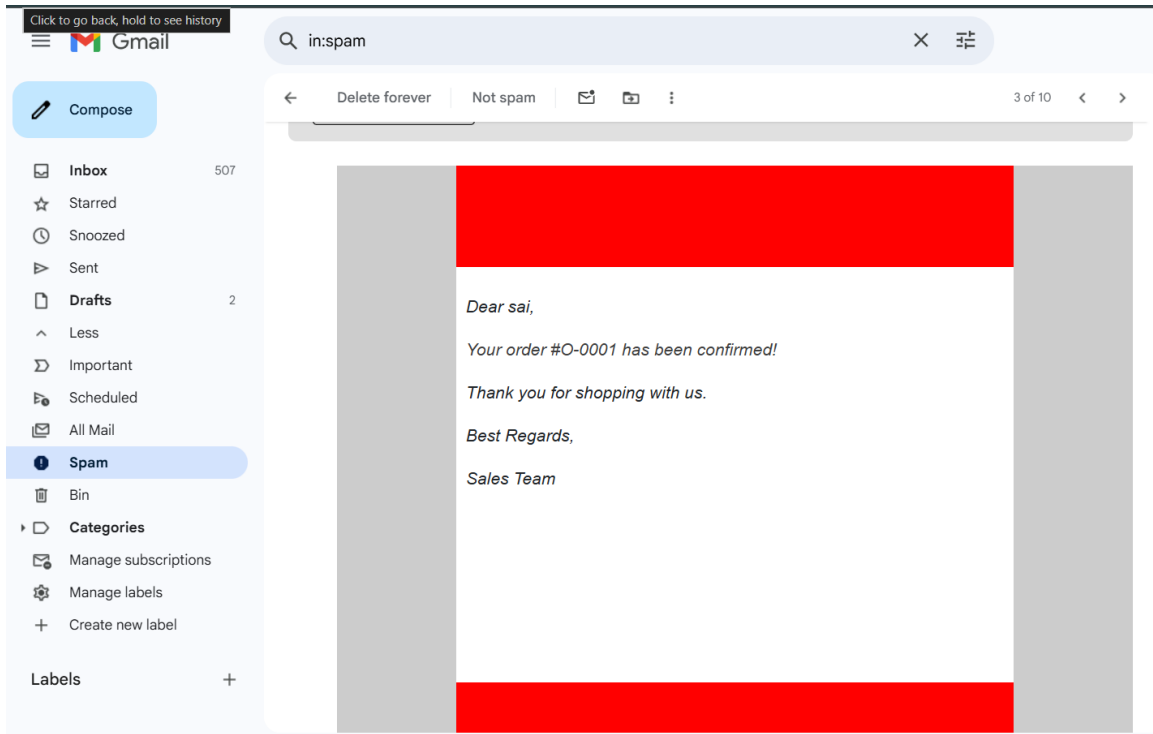 Click to go back, hold to see history
Gmail
in:spam
Compose
Delete forever
Not spam
3 of 10
Inbox 507
Starred
Snoozed
Sent
Drafts 2
Less
Important
Scheduled
All Mail
Spam
Bin
Categories
Manage subscriptions
Manage labels
Create new label
Labels
Dear sai,
Your order #O-0001 has been confirmed!
Thank you for shopping with us.
Best Regards,
Sales Team